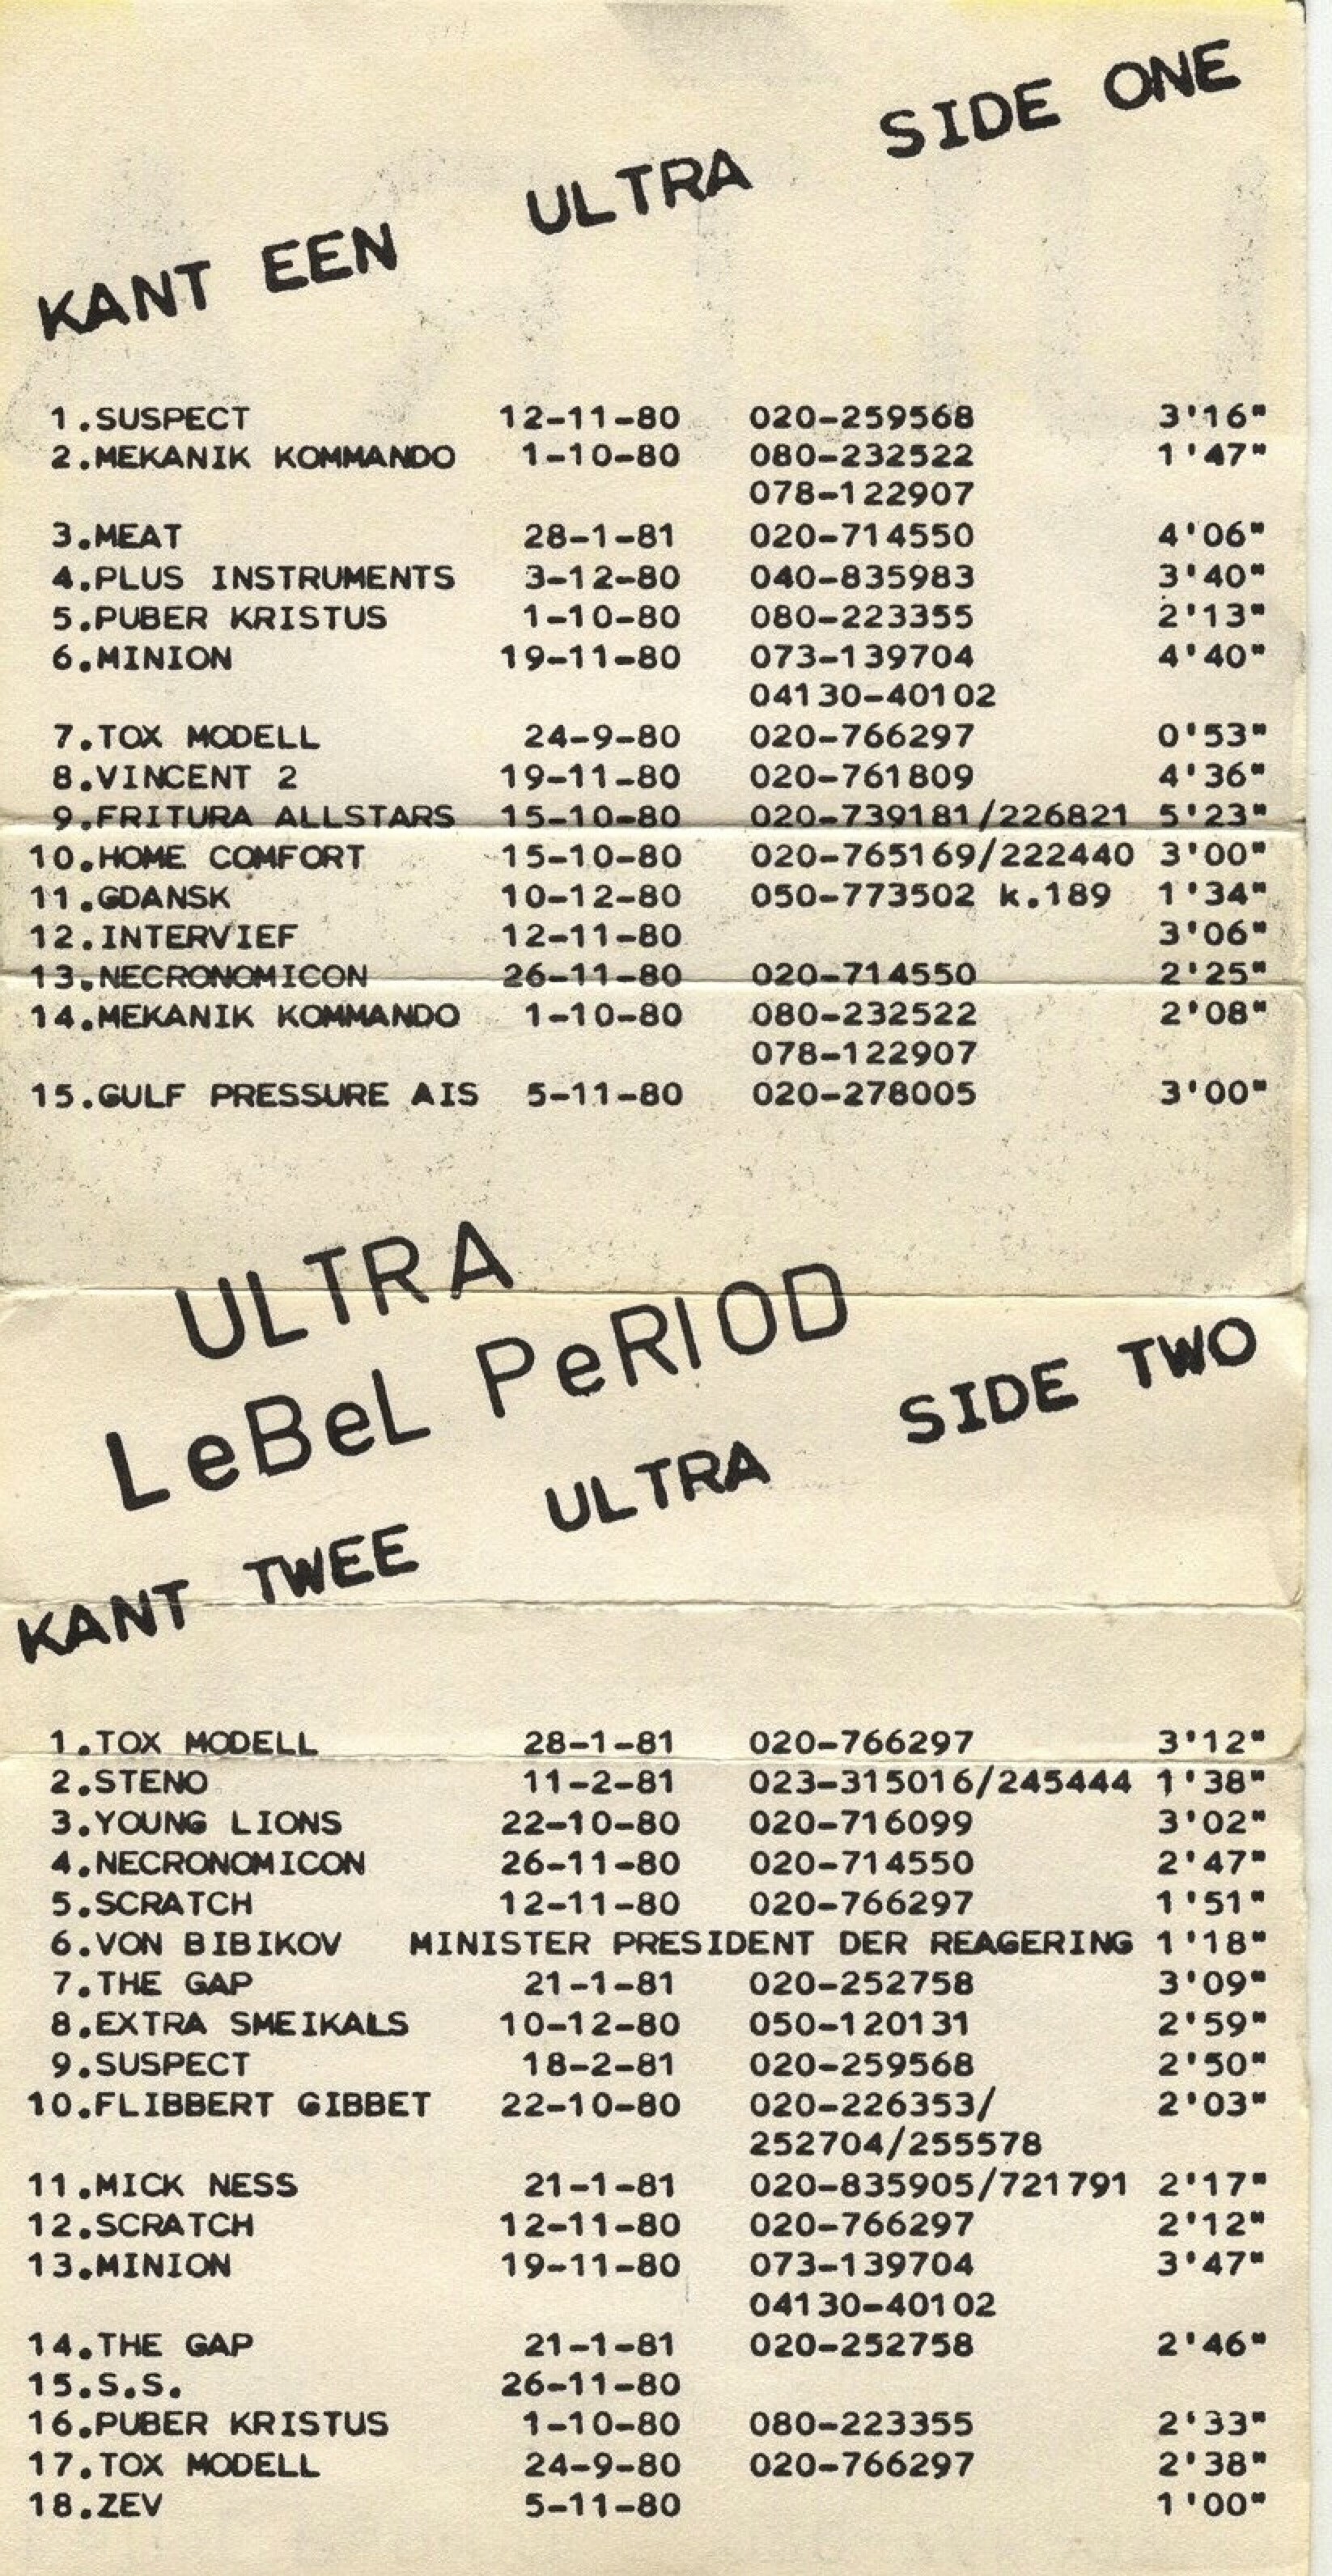 KANT EEN ULTRA SIDE ONE
1.SUSPECT 12-11-80 020-259568 3'16"
2.MEKANIK KOMMANDO 1-10-80 080-232522 1'47"
078-122907
3.MEAT 28-1-81 020-714550 4'06"
4.PLUS INSTRUMENTS 3-12-80 040-835983 3'40"
5.PUBER KRISTUS 1-10-80 080-223355 2'13"
6.MINION 19-11-80 073-139704 4'40"
04130-40102
7.TOX MODELL 24-9-80 020-766297 0'53"
8.VINCENT 2 19-11-80 020-761809 4'36"
9.FRITURA ALLSTARS 15-10-80 020-739181/226821 5'23"
10.HOME COMFORT 15-10-80 020-765169/222440 3'00"
11.GDANSK 10-12-80 050-773502 k.189 1'34"
12.INTERVIEF 12-11-80 3'06"
13.NECRONOMICON 26-11-80 020-714550 2'25"
14.MEKANIK KOMMANDO 1-10-80 080-232522 2'08"
078-122907
15.GULF PRESSURE AIS 5-11-80 020-278005 3'00"
ULTRA
LeBeL PeRIOD
KANT TWEE ULTRA SIDE TWO
1.TOX MODELL 28-1-81 020-766297 3'12"
2.STENO 11-2-81 023-315016/245444 1'38"
3.YOUNG LIONS 22-10-80 020-716099 3'02"
4.NECRONOMICON 26-11-80 020-714550 2'47"
5.SCRATCH 12-11-80 020-766297 1'51"
6.VON BIBIKOV MINISTER PRESIDENT DER REAGERING 1'18"
7.THE GAP 21-1-81 020-252758 3'09"
8.EXTRA SMEIKALS 10-12-80 050-120131 2'59"
9.SUSPECT 18-2-81 020-259568 2'50"
10.FLIBBERT GIBBET 22-10-80 020-226353/ 2'03"
252704/255578
11.MICK NESS 21-1-81 020-835905/721791 2'17"
12.SCRATCH 12-11-80 020-766297 2'12"
13.MINION 19-11-80 073-139704 3'47"
04130-40102
14.THE GAP 21-1-81 020-252758 2'46"
15.S.S. 26-11-80
16.PUBER KRISTUS 1-10-80 080-223355 2'33"
17.TOX MODELL 24-9-80 020-766297 2'38"
18.ZEV 5-11-80 1'00"